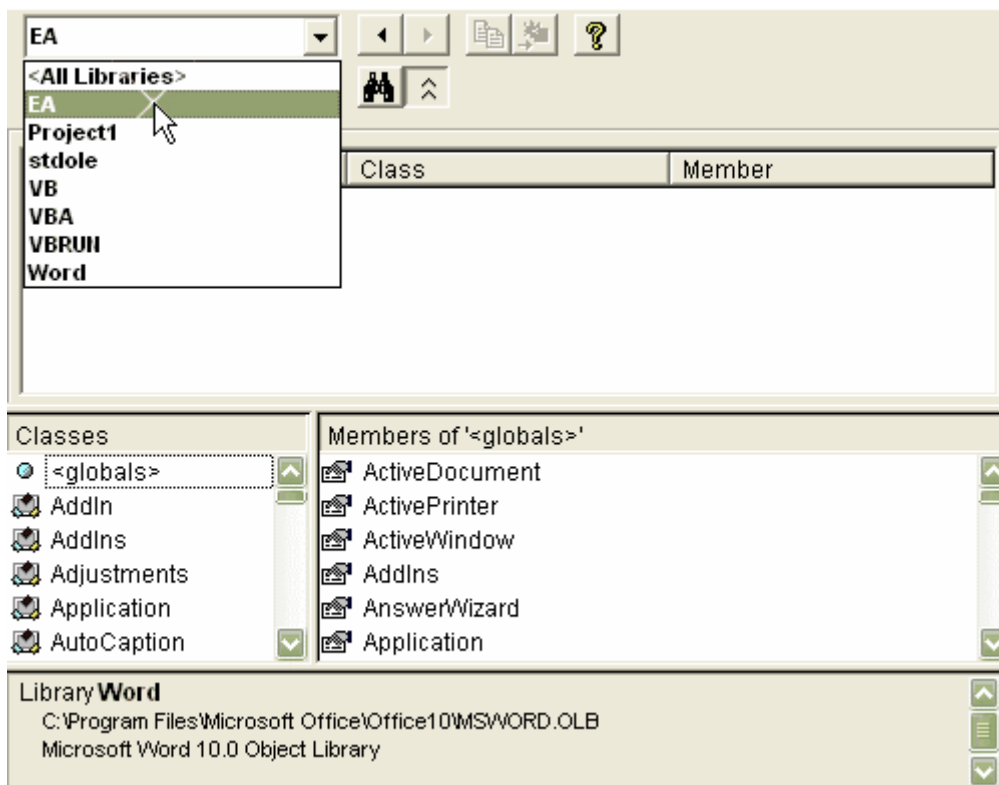 EA
<All Libraries>
EA
Project1
stdole
VB
VBA
VBRUN
Word
Class Member
Classes
<globals>
AddIn
AddIns
Adjustments
Application
AutoCaption
Members of '<globals>'
ActiveDocument
ActivePrinter
ActiveWindow
AddIns
AnswerWizard
Application
Library Word
C:\Program Files\Microsoft Office\Office10\MSWORD.OLB
Microsoft Word 10.0 Object Library